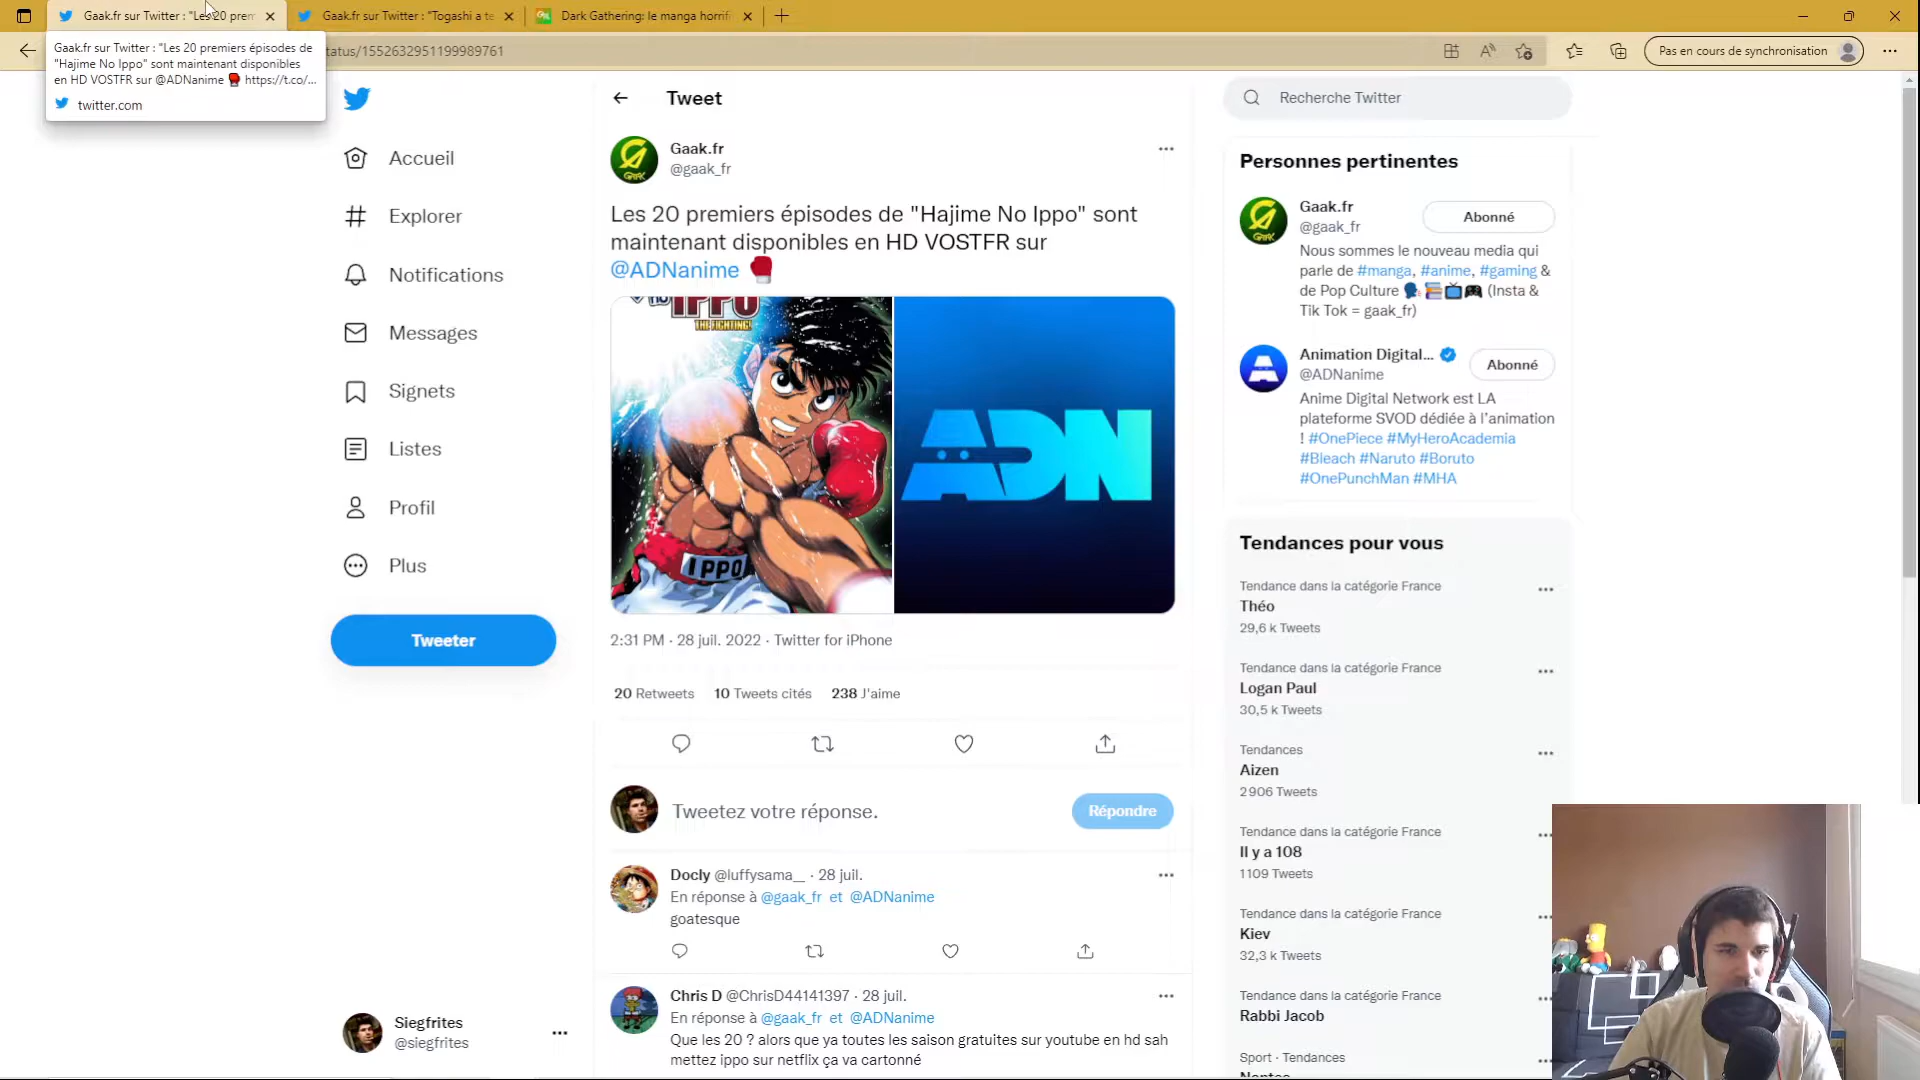 Gaak.fr sur Twitter : "Les 20 prem
Gaak.fr sur Twitter : "Togashi a te
Dark Gathering: le manga horrif
tatus/1552632951199989761
Pas en cours de synchronisation
Gaak.fr sur Twitter : "Les 20 premiers épisodes de
"Hajime No Ippo" sont maintenant disponibles
en HD VOSTFR sur @ADNanime 🥊 https://t.co/...
twitter.com
Accueil
Explorer
Notifications
Messages
Signets
Listes
Profil
Plus
Tweeter
Siegfrites
@siegfrites
Tweet
Gaak.fr
@gaak_fr
Les 20 premiers épisodes de "Hajime No Ippo" sont
maintenant disponibles en HD VOSTFR sur
@ADNanime 🥊
IPPO
THE FIGHTING!
IPPO
ADN
2:31 PM · 28 juil. 2022 · Twitter for iPhone
20 Retweets 10 Tweets cités 238 J'aime
Tweetez votre réponse.
Répondre
Docly @luffysama__ · 28 juil.
En réponse à @gaak_fr et @ADNanime
goatesque
Chris D @ChrisD44141397 · 28 juil.
En réponse à @gaak_fr et @ADNanime
Que les 20 ? alors que ya toutes les saison gratuites sur youtube en hd sah
mettez ippo sur netflix ça va cartonné
Recherche Twitter
Personnes pertinentes
Gaak.fr
@gaak_fr
Abonné
Nous sommes le nouveau media qui
parle de #manga, #anime, #gaming &
de Pop Culture 🗣📚📺🎮 (Insta &
Tik Tok = gaak_fr)
Animation Digital...
@ADNanime
Abonné
Anime Digital Network est LA
plateforme SVOD dédiée à l'animation
! #OnePiece #MyHeroAcademia
#Bleach #Naruto #Boruto
#OnePunchMan #MHA
Tendances pour vous
Tendance dans la catégorie France
Théo
29,6 k Tweets
Tendance dans la catégorie France
Logan Paul
30,5 k Tweets
Tendances
Aizen
2 906 Tweets
Tendance dans la catégorie France
Il y a 108
1 109 Tweets
Tendance dans la catégorie France
Kiev
32,3 k Tweets
Tendance dans la catégorie France
Rabbi Jacob
Sport · Tendances